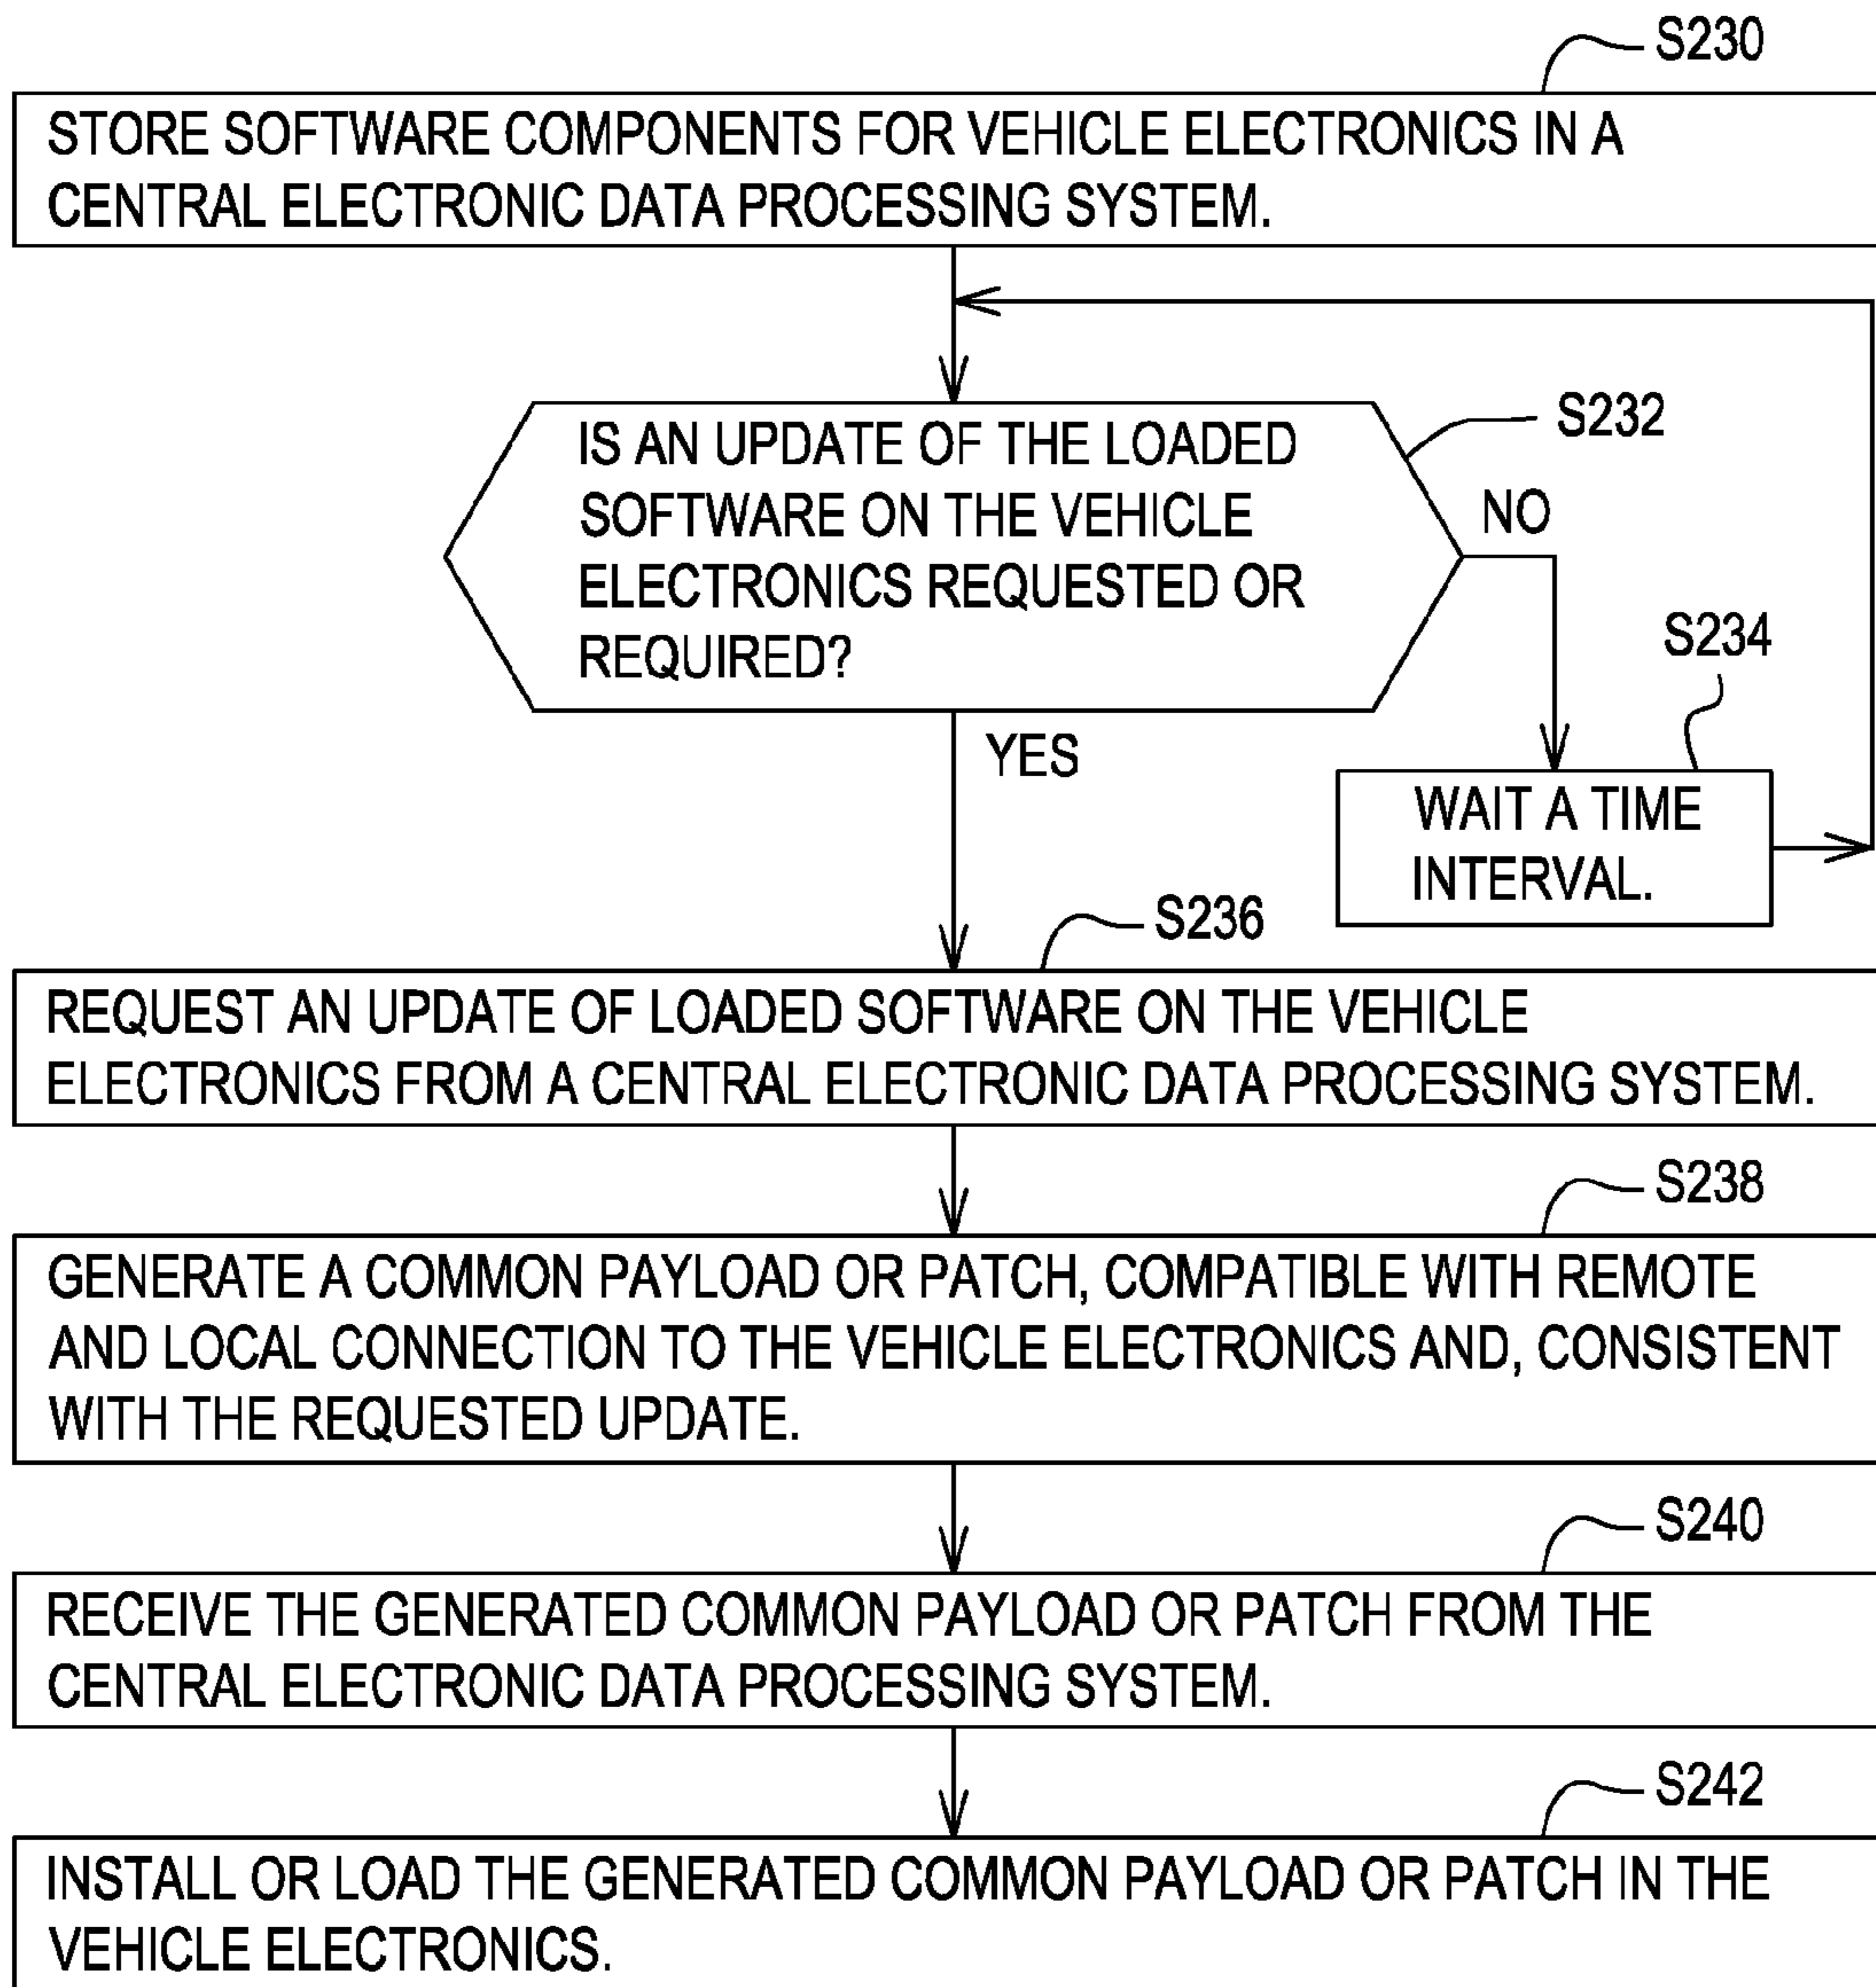 S230
STORE SOFTWARE COMPONENTS FOR VEHICLE ELECTRONICS IN A
CENTRAL ELECTRONIC DATA PROCESSING SYSTEM.
S232
IS AN UPDATE OF THE LOADED
SOFTWARE ON THE VEHICLE
ELECTRONICS REQUESTED OR
REQUIRED?
NO
S234
YES
WAIT A TIME
INTERVAL.
S236
REQUEST AN UPDATE OF LOADED SOFTWARE ON THE VEHICLE
ELECTRONICS FROM A CENTRAL ELECTRONIC DATA PROCESSING SYSTEM.
S238
GENERATE A COMMON PAYLOAD OR PATCH, COMPATIBLE WITH REMOTE
AND LOCAL CONNECTION TO THE VEHICLE ELECTRONICS AND, CONSISTENT
WITH THE REQUESTED UPDATE.
S240
RECEIVE THE GENERATED COMMON PAYLOAD OR PATCH FROM THE
CENTRAL ELECTRONIC DATA PROCESSING SYSTEM.
S242
INSTALL OR LOAD THE GENERATED COMMON PAYLOAD OR PATCH IN THE
VEHICLE ELECTRONICS.